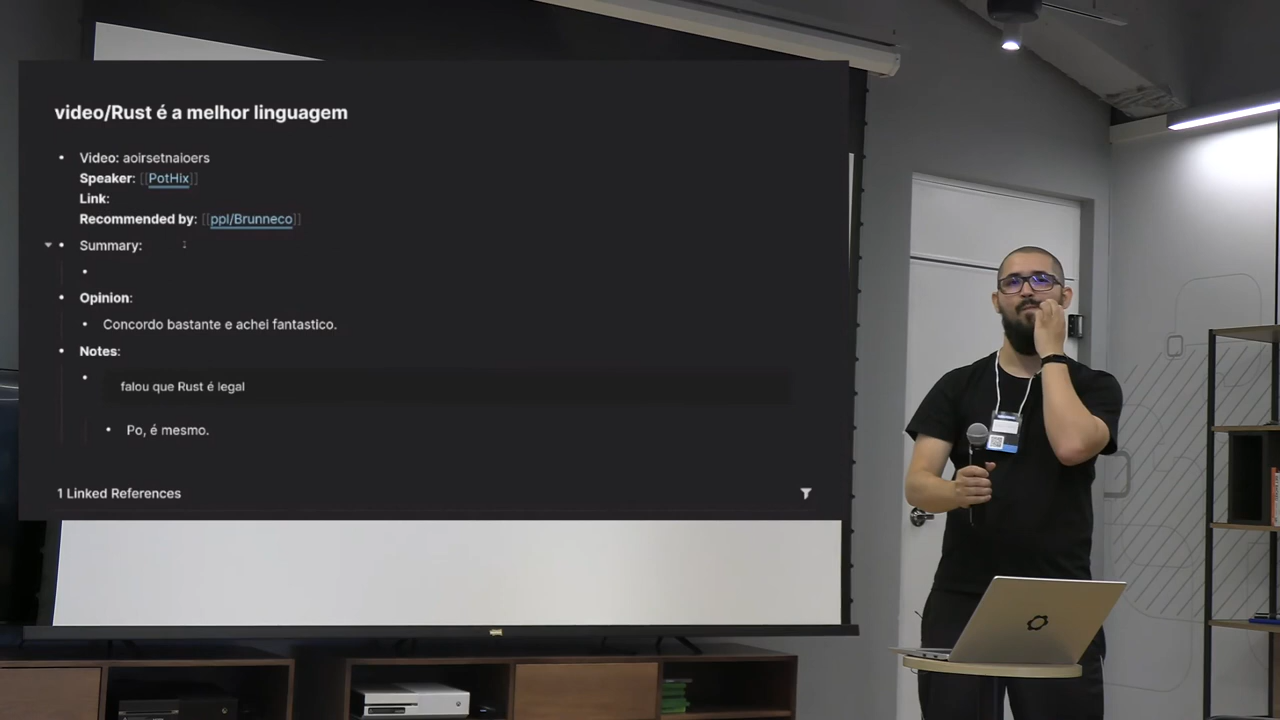 video/Rust é a melhor linguagem
Video: aoirsetnaioers
Speaker: [[PotHix]]
Link:
Recommended by: [[ppl/Brunneco]]
Summary:
Opinion:
Concordo bastante e achei fantastico.
Notes:
falou que Rust é legal
Po, é mesmo.
1 Linked References